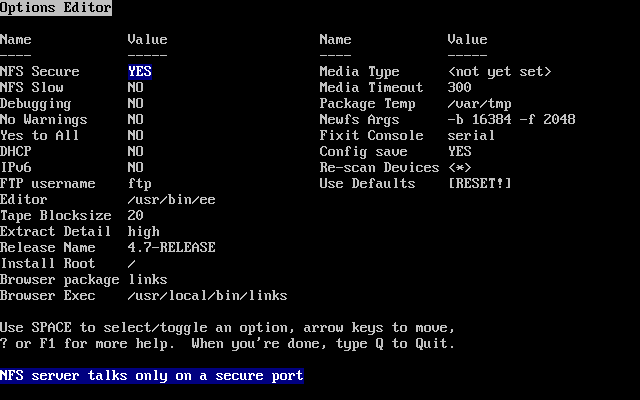 Options Editor
Name Value Name Value
---- ----- ---- -----
NFS Secure YES Media Type <not yet set>
NFS Slow NO Media Timeout 300
Debugging NO Package Temp /var/tmp
No Warnings NO Newfs Args -b 16384 -f 2048
Yes to All NO Fixit Console serial
DHCP NO Config save YES
IPv6 NO Re-scan Devices <*>
FTP username ftp Use Defaults [RESET!]
Editor /usr/bin/ee
Tape Blocksize 20
Extract Detail high
Release Name 4.7-RELEASE
Install Root /
Browser package links
Browser Exec /usr/local/bin/links
Use SPACE to select/toggle an option, arrow keys to move,
? or F1 for more help. When you're done, type Q to Quit.
NFS server talks only on a secure port